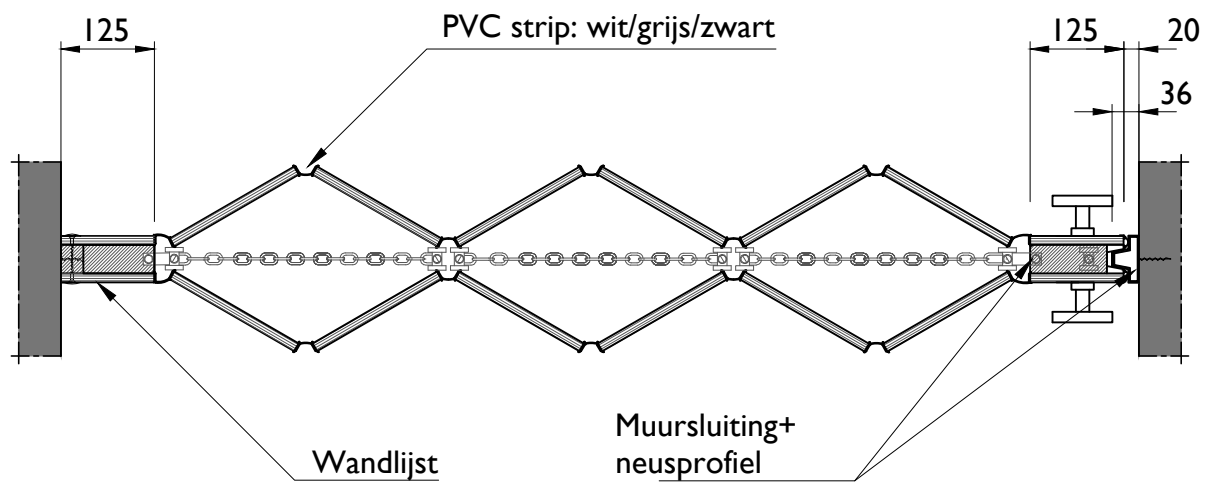 125
PVC strip: wit/grijs/zwart
125
20
36
Muursluiting+
neusprofiel
Wandlijst